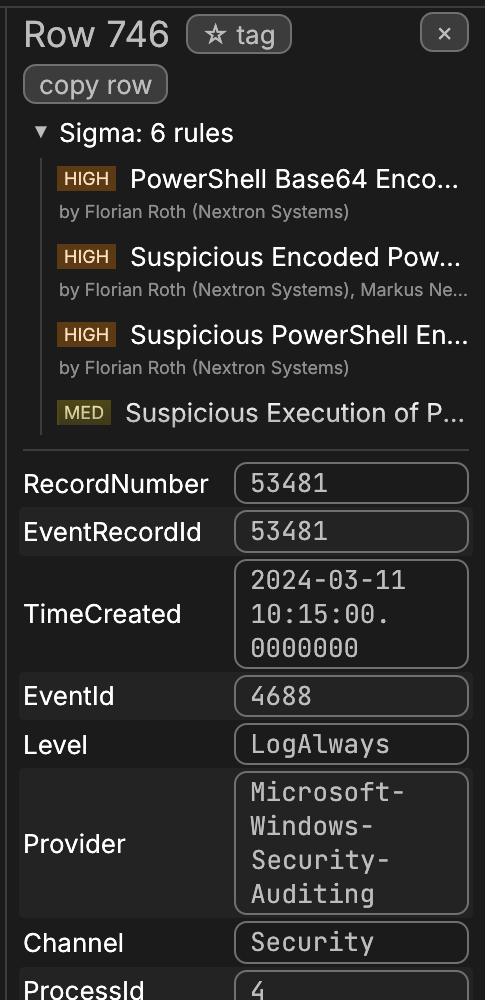 Row 746 ☆ tag ×
copy row
▼ Sigma: 6 rules
HIGH PowerShell Base64 Enco...
by Florian Roth (Nextron Systems)
HIGH Suspicious Encoded Pow...
by Florian Roth (Nextron Systems), Markus Ne...
HIGH Suspicious PowerShell En...
by Florian Roth (Nextron Systems)
MED Suspicious Execution of P...
RecordNumber 53481
EventRecordId 53481
TimeCreated 2024-03-11
10:15:00.
0000000
EventId 4688
Level LogAlways
Provider Microsoft-
Windows-
Security-
Auditing
Channel Security
ProcessId 4